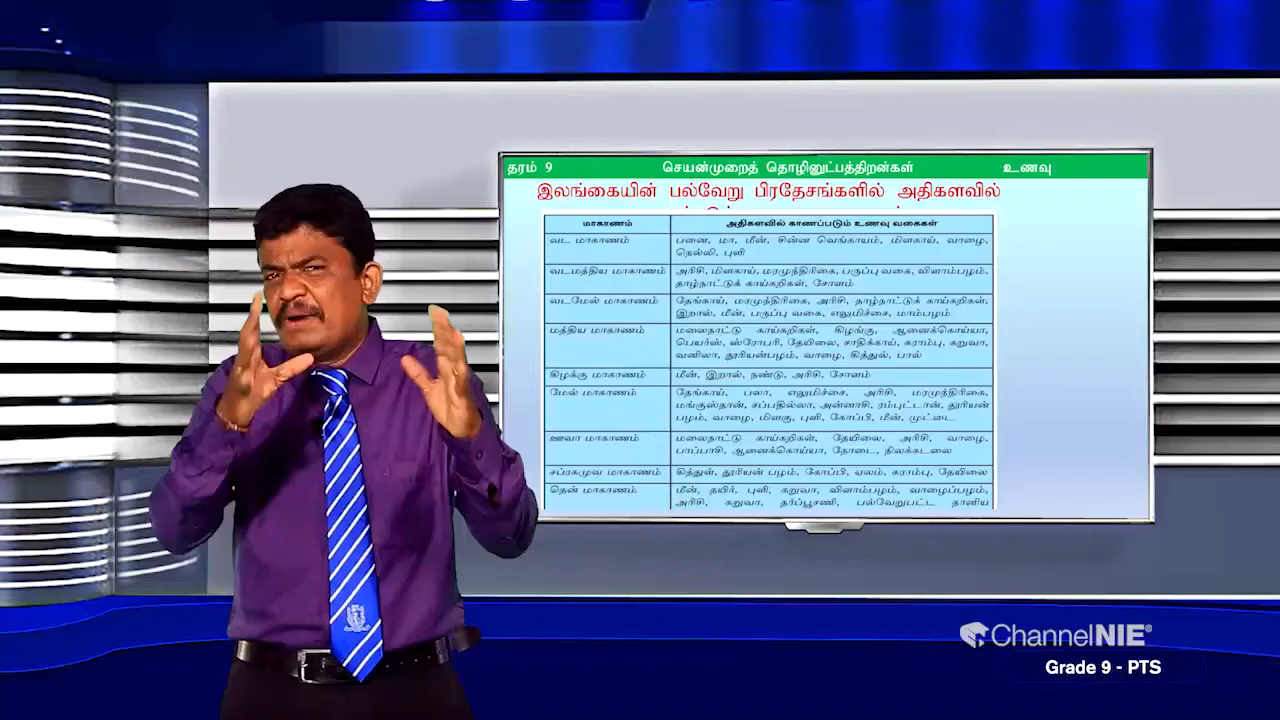 தரம் 9 செயன்முறைத் தொழினுட்பத்திறன்கள் உணவு
இலங்கையின் பல்வேறு பிரதேசங்களில் அதிகளவில்
மாகாணம் அதிகளவில் காணப்படும் உணவு வகைகள்
வட மாகாணம் பனை, மா, மீன், சின்ன வெங்காயம், மிளகாய், வாழை,
நெல்லி, புளி
வடமத்திய மாகாணம் அரிசி, மிளகாய், மரமுந்திரிகை, பருப்பு வகை, விளாம்பழம்,
தாழ்நாட்டுக் காய்கறிகள், சோளம்
வடமேல் மாகாணம் தேங்காய், மரமுந்திரிகை, அரிசி, தாழ்நாட்டுக் காய்கறிகள்,
இறால், மீன், பருப்பு வகை, எலுமிச்சை, மாம்பழம்
மத்திய மாகாணம் மலைநாட்டு காய்கறிகள், கிழங்கு, ஆனைக்கொய்யா,
பெயர்ஸ், ஸ்ரோபரி, தேயிலை, சாதிக்காய், கராம்பு, கறுவா,
வனிலா, தூரியன்பழம், வாழை, கித்துல், பால்
கிழக்கு மாகாணம் மீன், இறால், நண்டு, அரிசி, சோளம்
மேல் மாகாணம் தேங்காய், பலா, எலுமிச்சை, அரிசி, மரமுந்திரிகை,
மங்குஸ்தான், சப்பதில்லா, அன்னாசி, ரம்புட்டான், தூரியன்
பழம், வாழை, மிளகு, புளி, கோப்பி, மீன், முட்டை
ஊவா மாகாணம் மலைநாட்டு காய்கறிகள், தேயிலை, அரிசி, வாழை,
பாப்பாசி, ஆனைக்கொய்யா, தோடை, நிலக்கடலை
சப்ரகமுவ மாகாணம் கித்துள், தூரியன் பழம், கோப்பி, ஏலம், கராம்பு, தேயிலை
தென் மாகாணம் மீன், தயிர், புளி, கறுவா, விளாம்பழம், வாழைப்பழம்,
அரிசி, கறுவா, தர்ப்பூசணி, பல்வேறுபட்ட தானிய
ChannelNIE®
Grade 9 - PTS